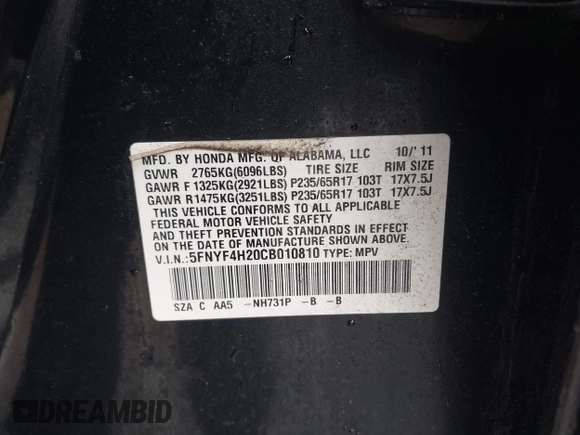 MFD. BY HONDA MFG. OF ALABAMA, LLC 10/'11
GVWR 2765KG(6096LBS) TIRE SIZE RIM SIZE
GAWR F 1325KG(2921LBS) P235/65R17 103T 17X7.5J
GAWR R1475KG(3251LBS) P235/65R17 103T 17X7.5J
THIS VEHICLE CONFORMS TO ALL APPLICABLE
FEDERAL MOTOR VEHICLE SAFETY
AND THEFT PREVENTION STANDARDS IN EFFECT
ON THE DATE OF MANUFACTURE SHOWN ABOVE.
V.I.N.:5FNYF4H20CB010810 TYPE: MPV
SZA C AA5 -NH731P -B -B
DREAMBID